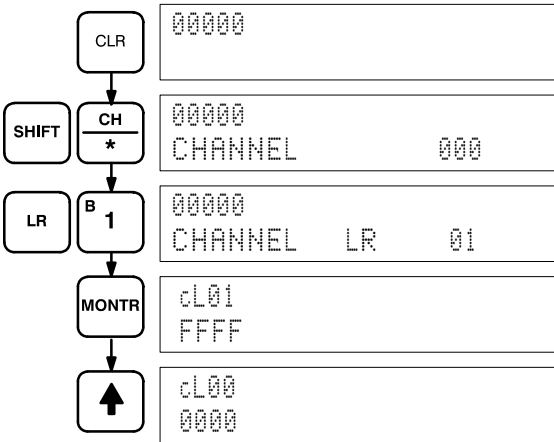 CLR
00000
SHIFT
CH
*
00000
CHANNEL 000
LR
B
1
00000
CHANNEL LR 01
MONTR
cL01
FFFF
cL00
0000